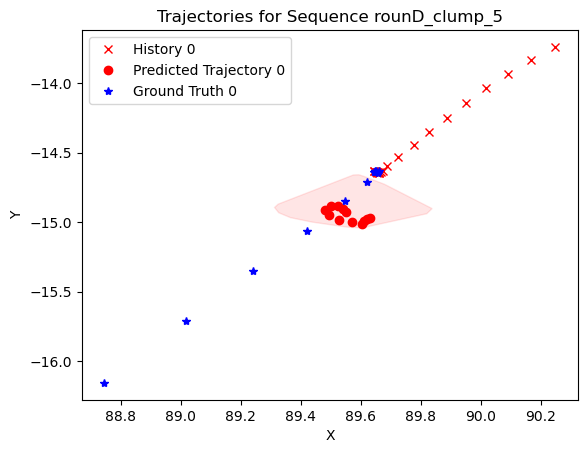 Trajectories for Sequence rounD_clump_5
History 0
Predicted Trajectory 0
Ground Truth 0
−14.0
−14.5
−15.0
−15.5
−16.0
Y
88.8 89.0 89.2 89.4 89.6 89.8 90.0 90.2
X